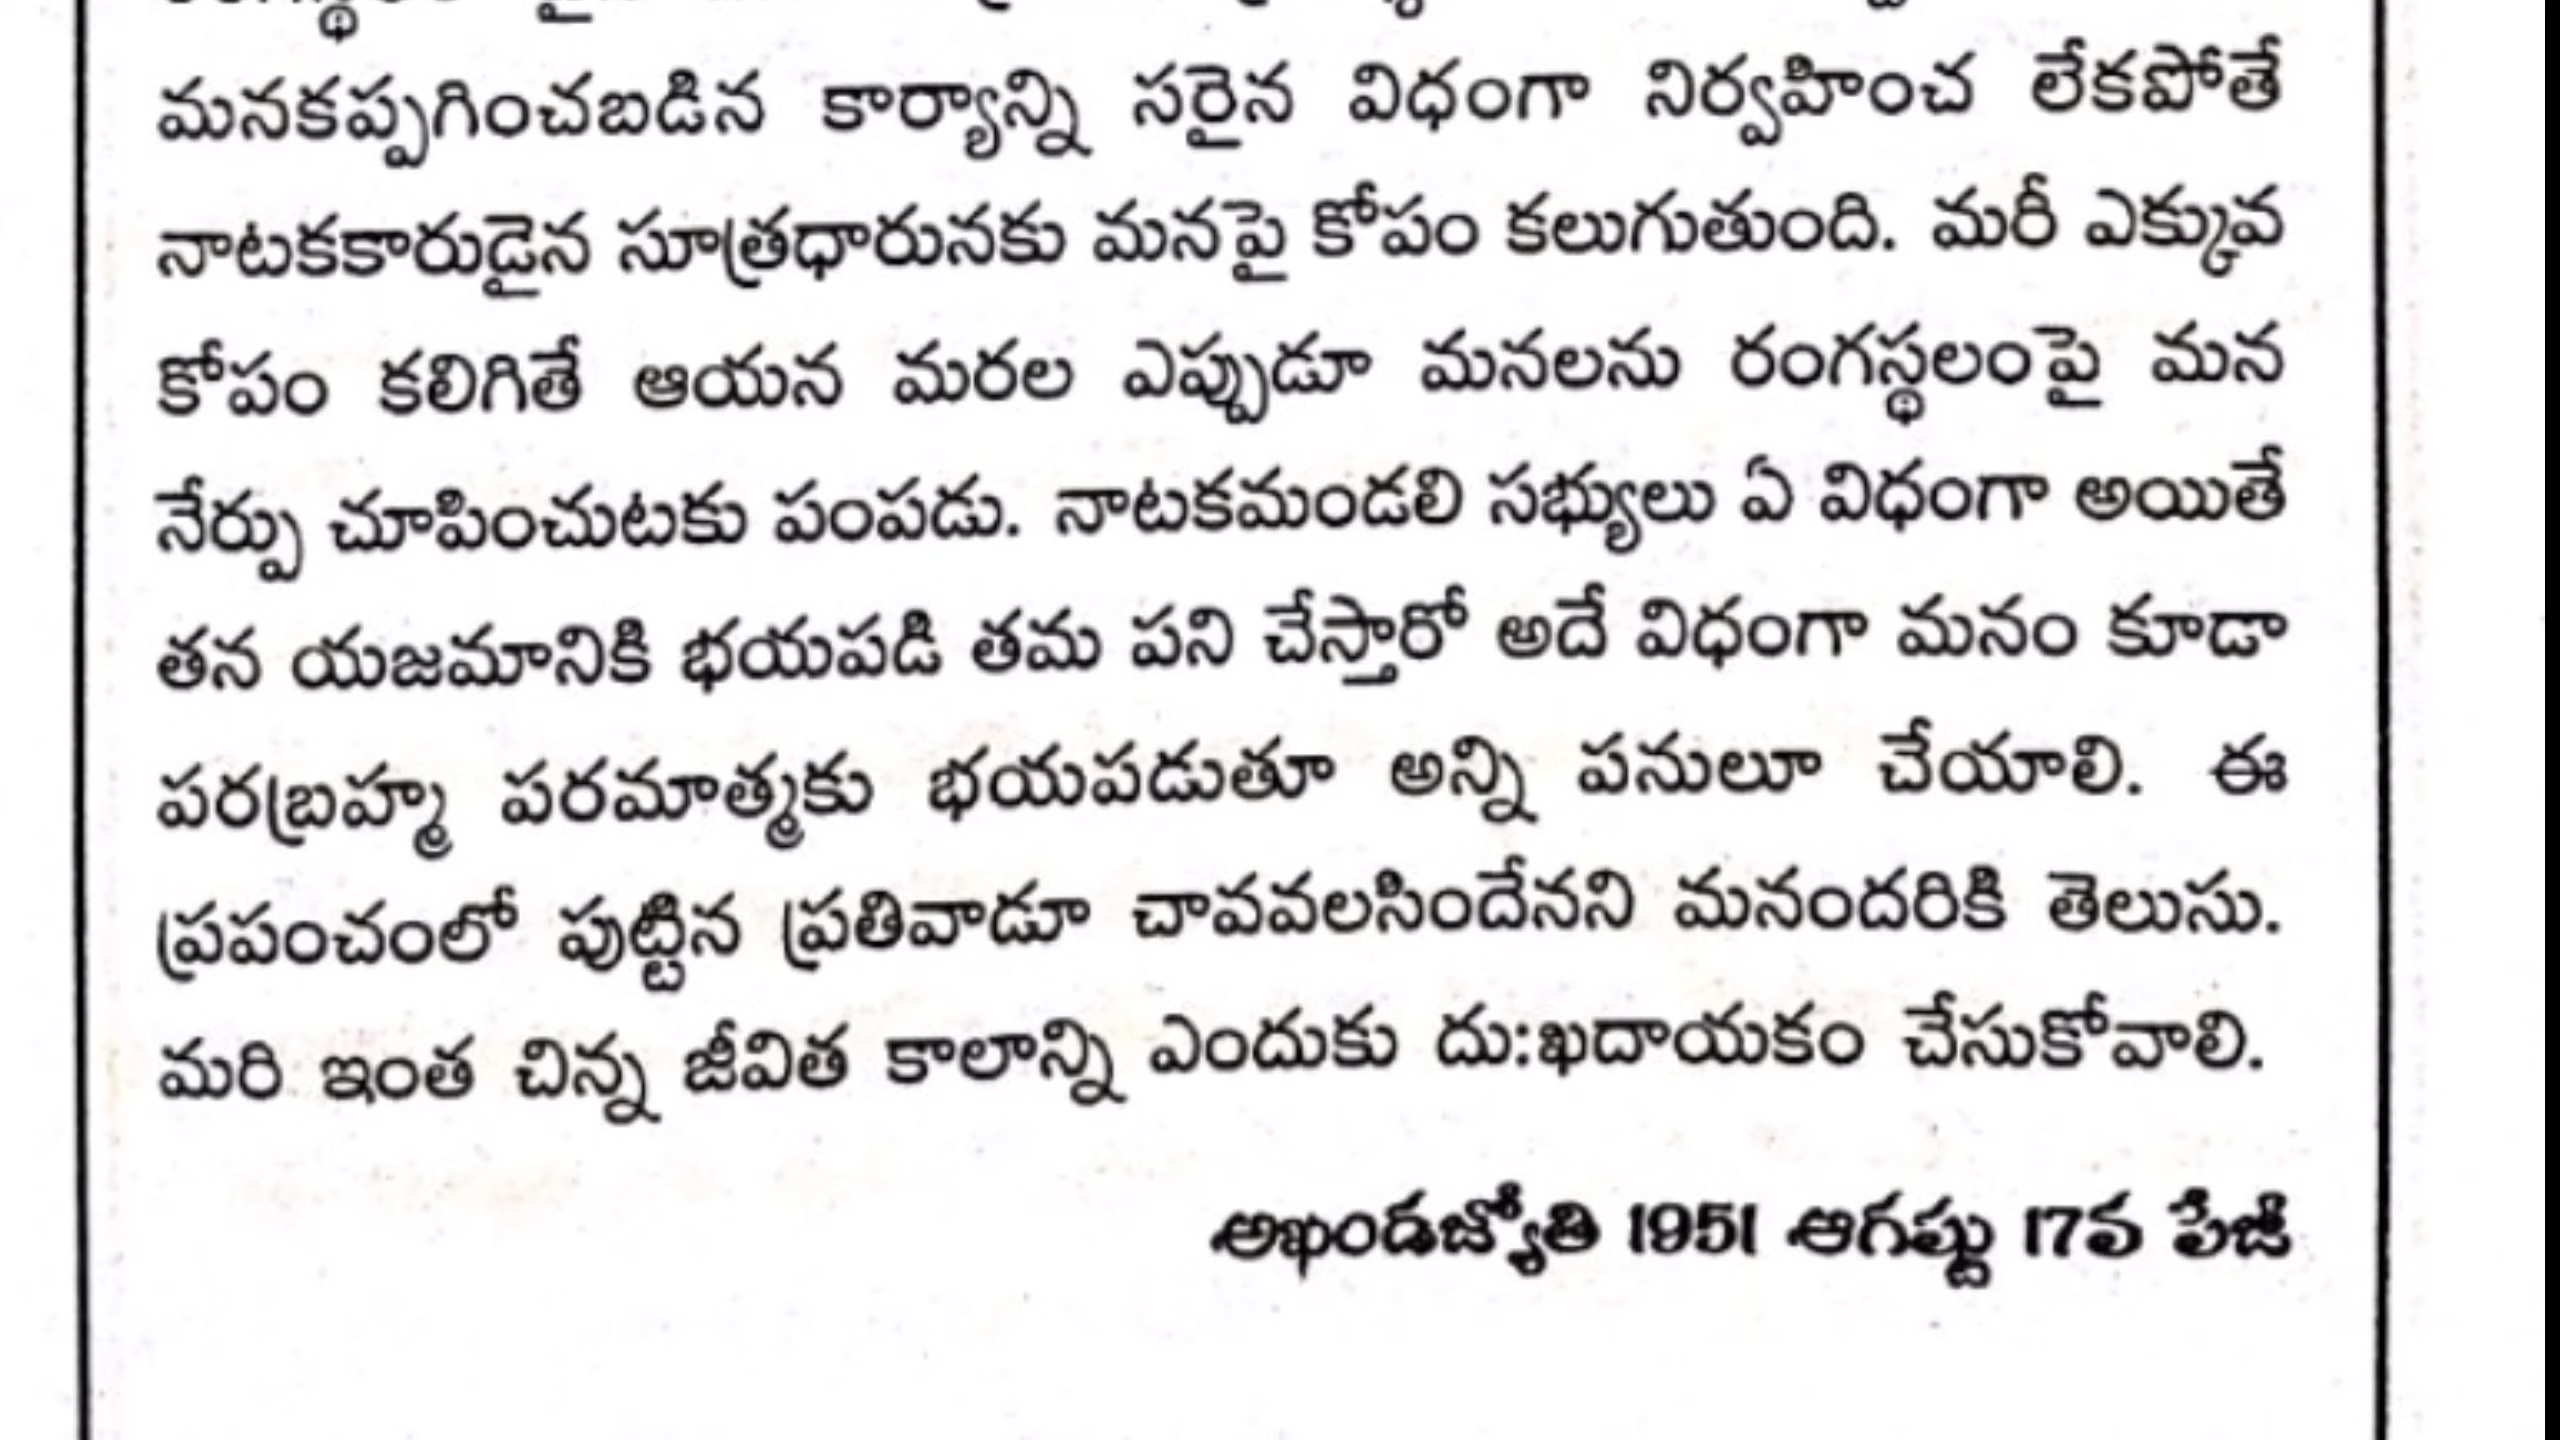 మనకప్పగించబడిన కార్యాన్ని సరైన విధంగా నిర్వహించ లేకపోతే
నాటకకారుడైన సూత్రధారునకు మనపై కోపం కలుగుతుంది. మరీ ఎక్కువ
కోపం కలిగితే ఆయన మరల ఎప్పుడూ మనలను రంగస్థలంపై మన
నేర్పు చూపించుటకు పంపడు. నాటకమండలి సభ్యులు ఏ విధంగా అయితే
తన యజమానికి భయపడి తమ పని చేస్తారో అదే విధంగా మనం కూడా
పరబ్రహ్మ పరమాత్మకు భయపడుతూ అన్ని పనులూ చేయాలి. ఈ
ప్రపంచంలో పుట్టిన ప్రతివాడూ చావవలసిందేనని మనందరికి తెలుసు.
మరి ఇంత చిన్న జీవిత కాలాన్ని ఎందుకు దు:ఖదాయకం చేసుకోవాలి.
అఖండజ్యోతి 1951 ఆగష్టు 17వ పేజి